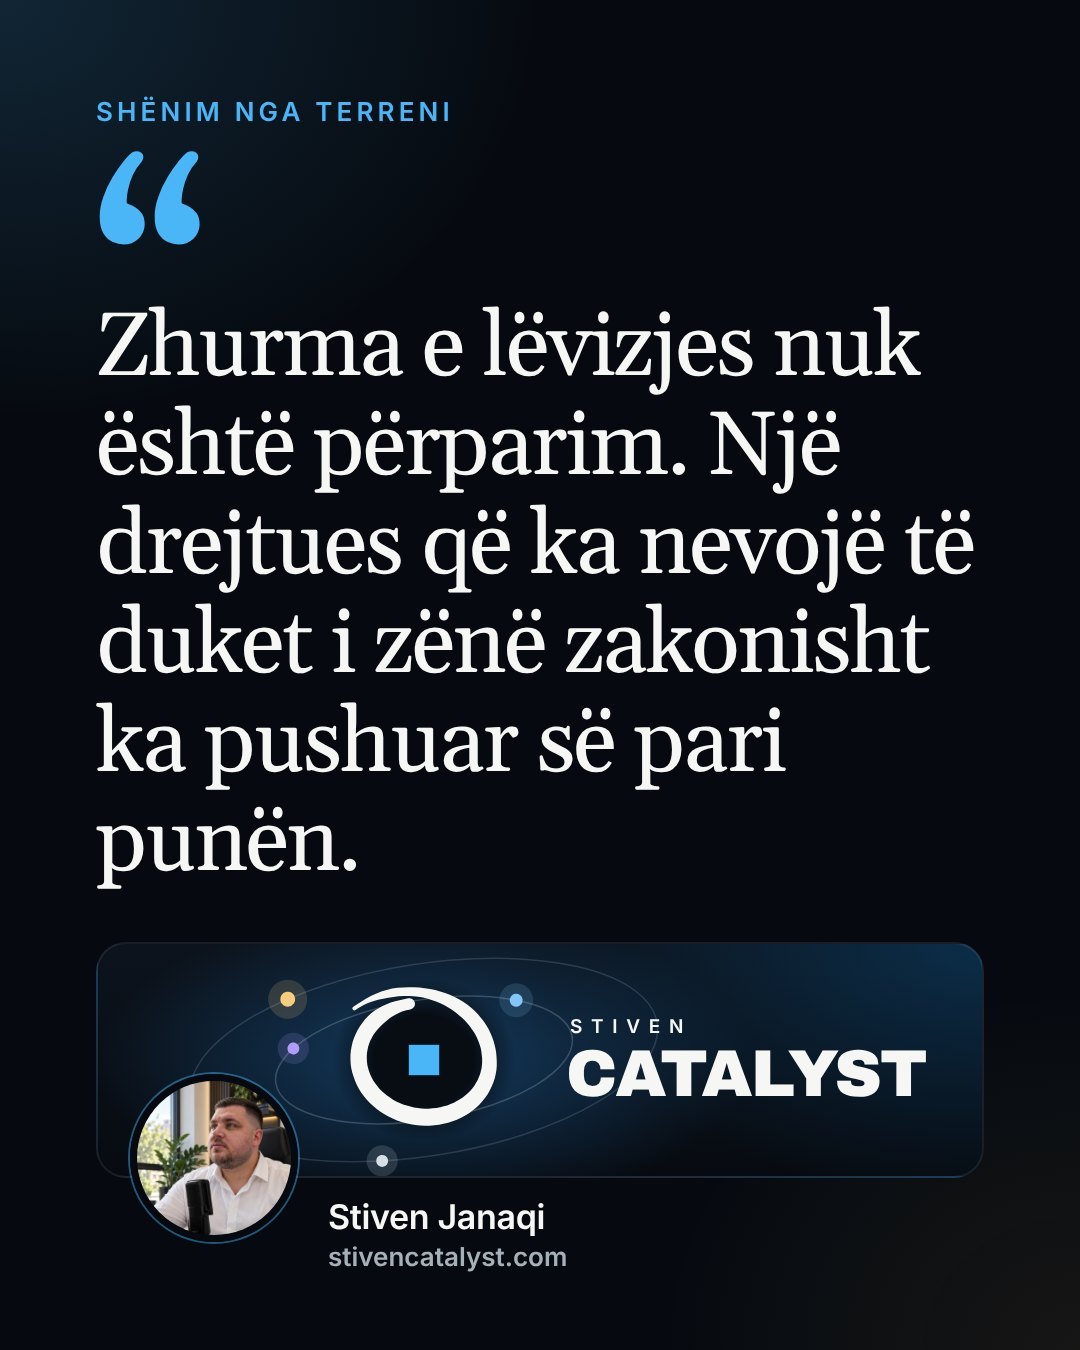 SHËNIM NGA TERRENI
“
Zhurma e lëvizjes nuk
është përparim. Një
drejtues që ka nevojë të
duket i zënë zakonisht
ka pushuar së pari
punën.
STIVEN
CATALYST
Stiven Janaqi
stivencatalyst.com